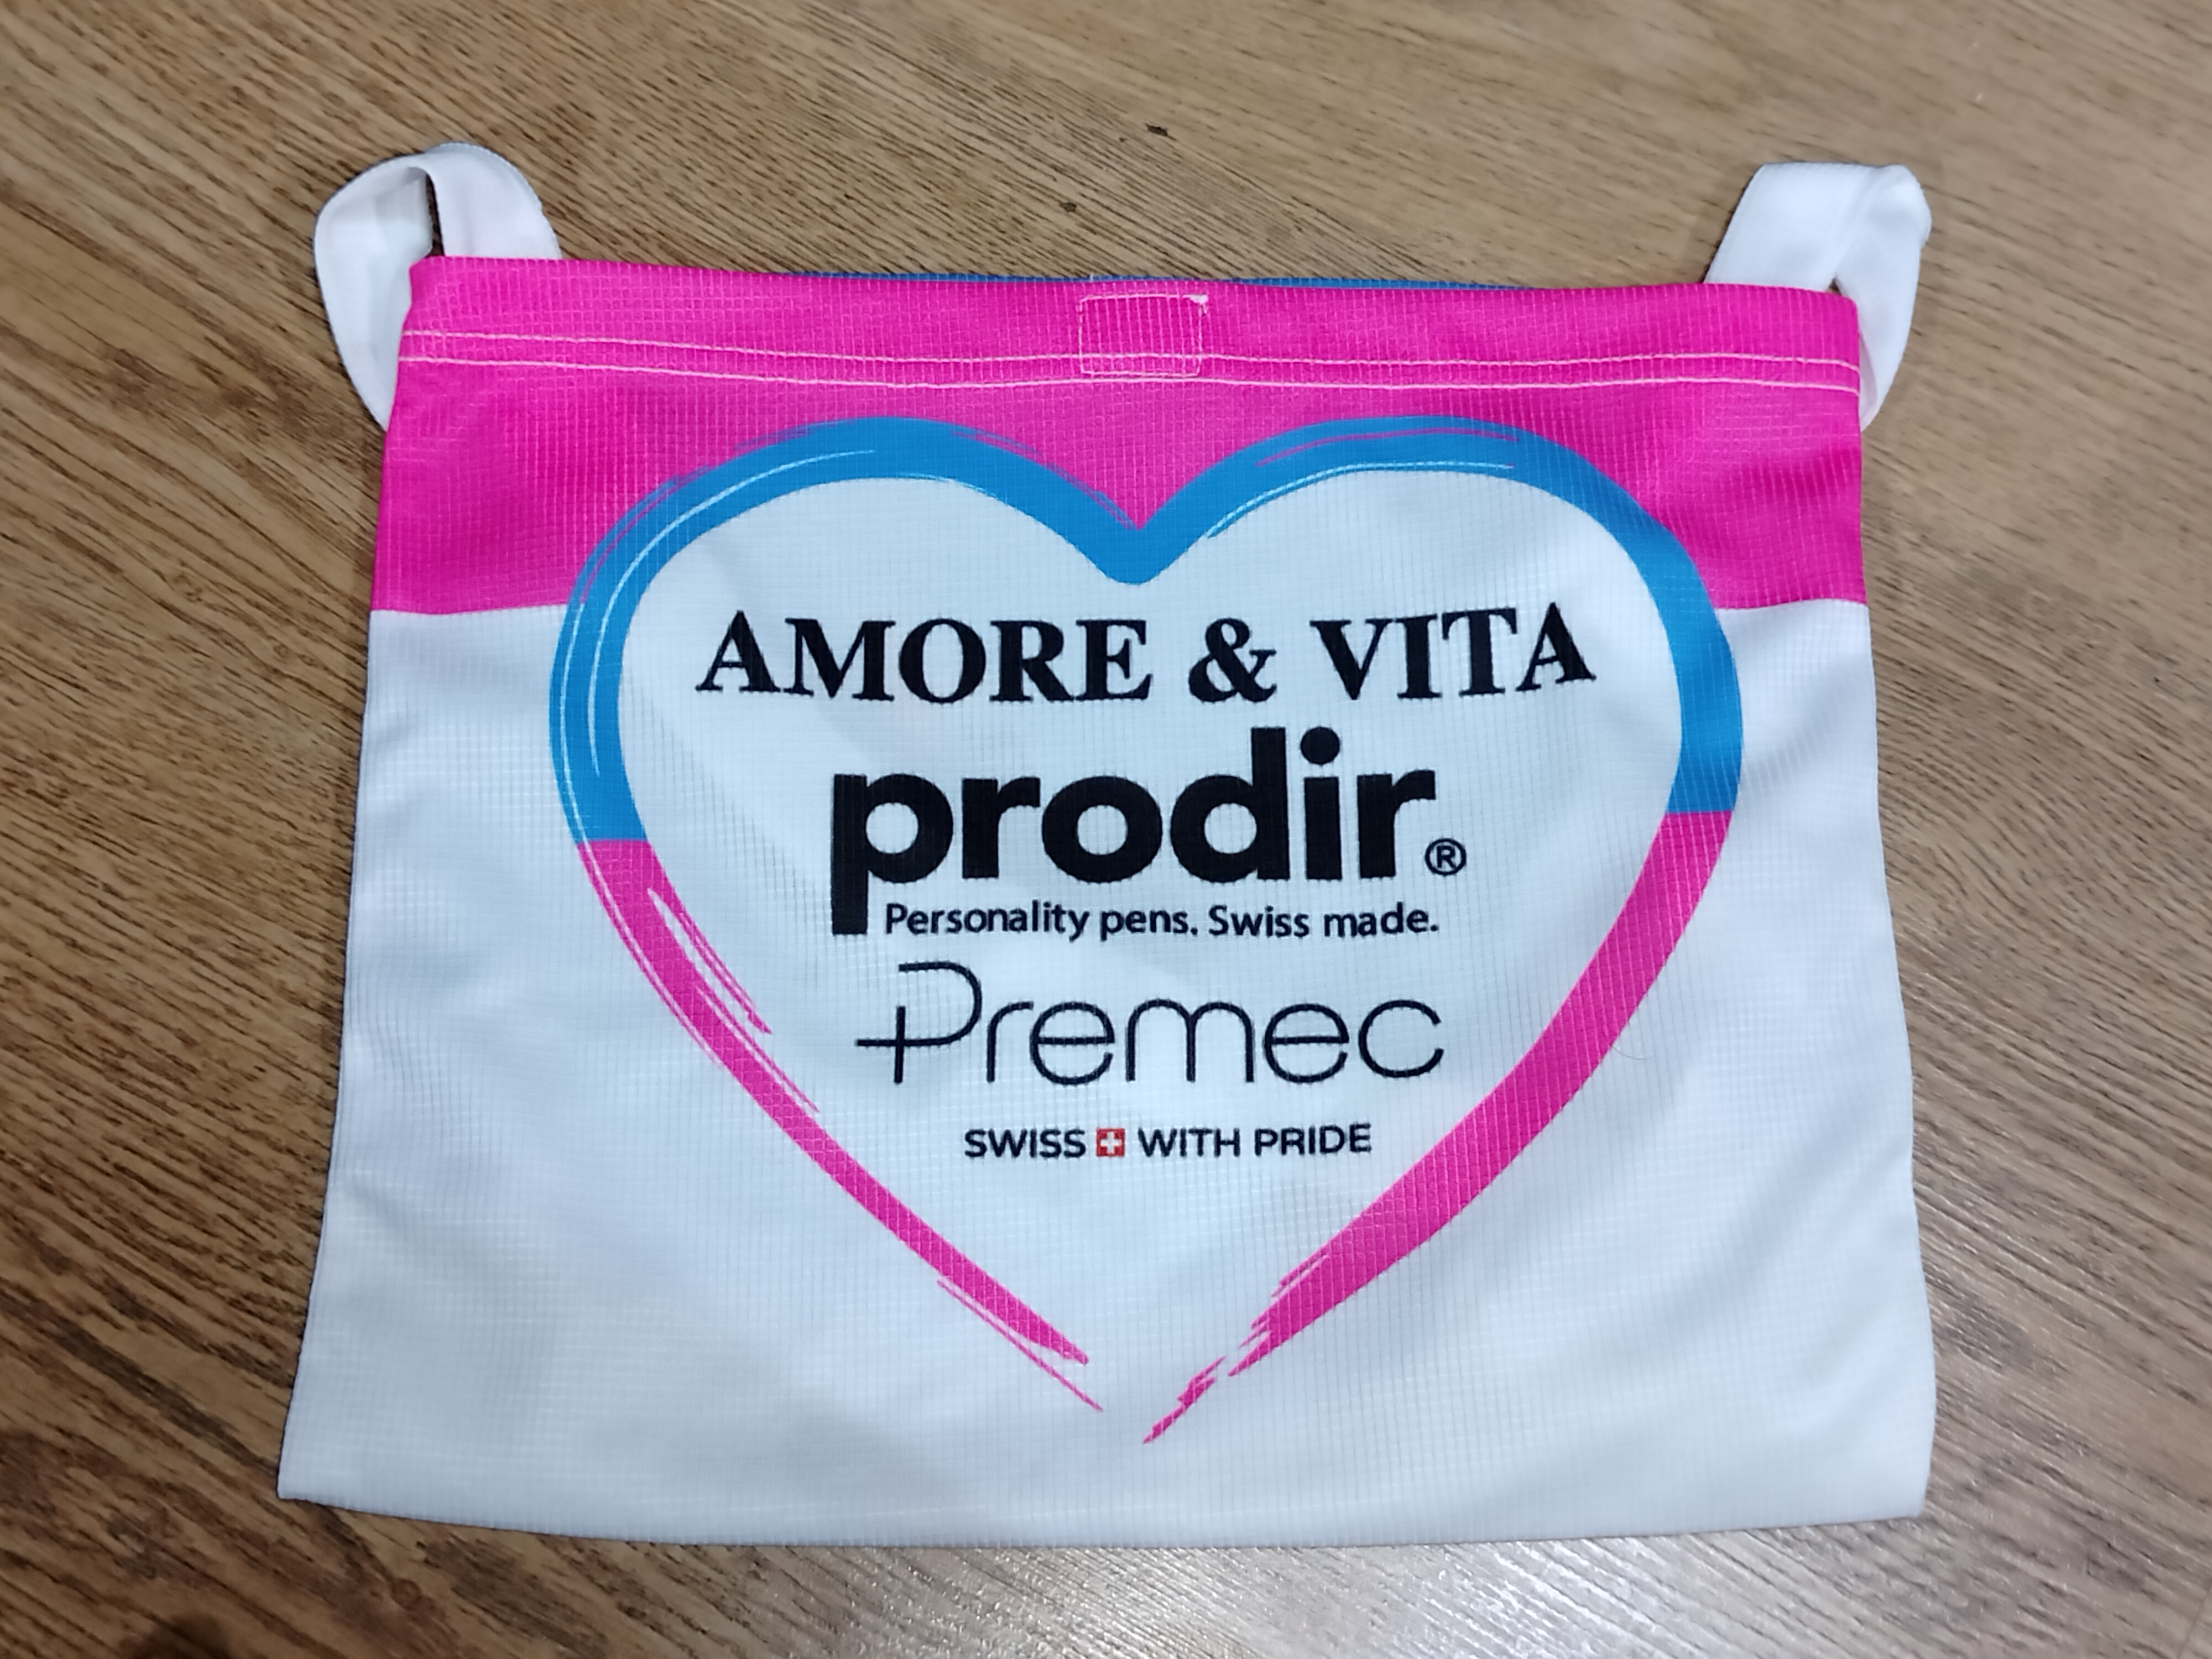 AMORE & VITA
prodir®
Personality pens. Swiss made.
Premec
SWISS WITH PRIDE